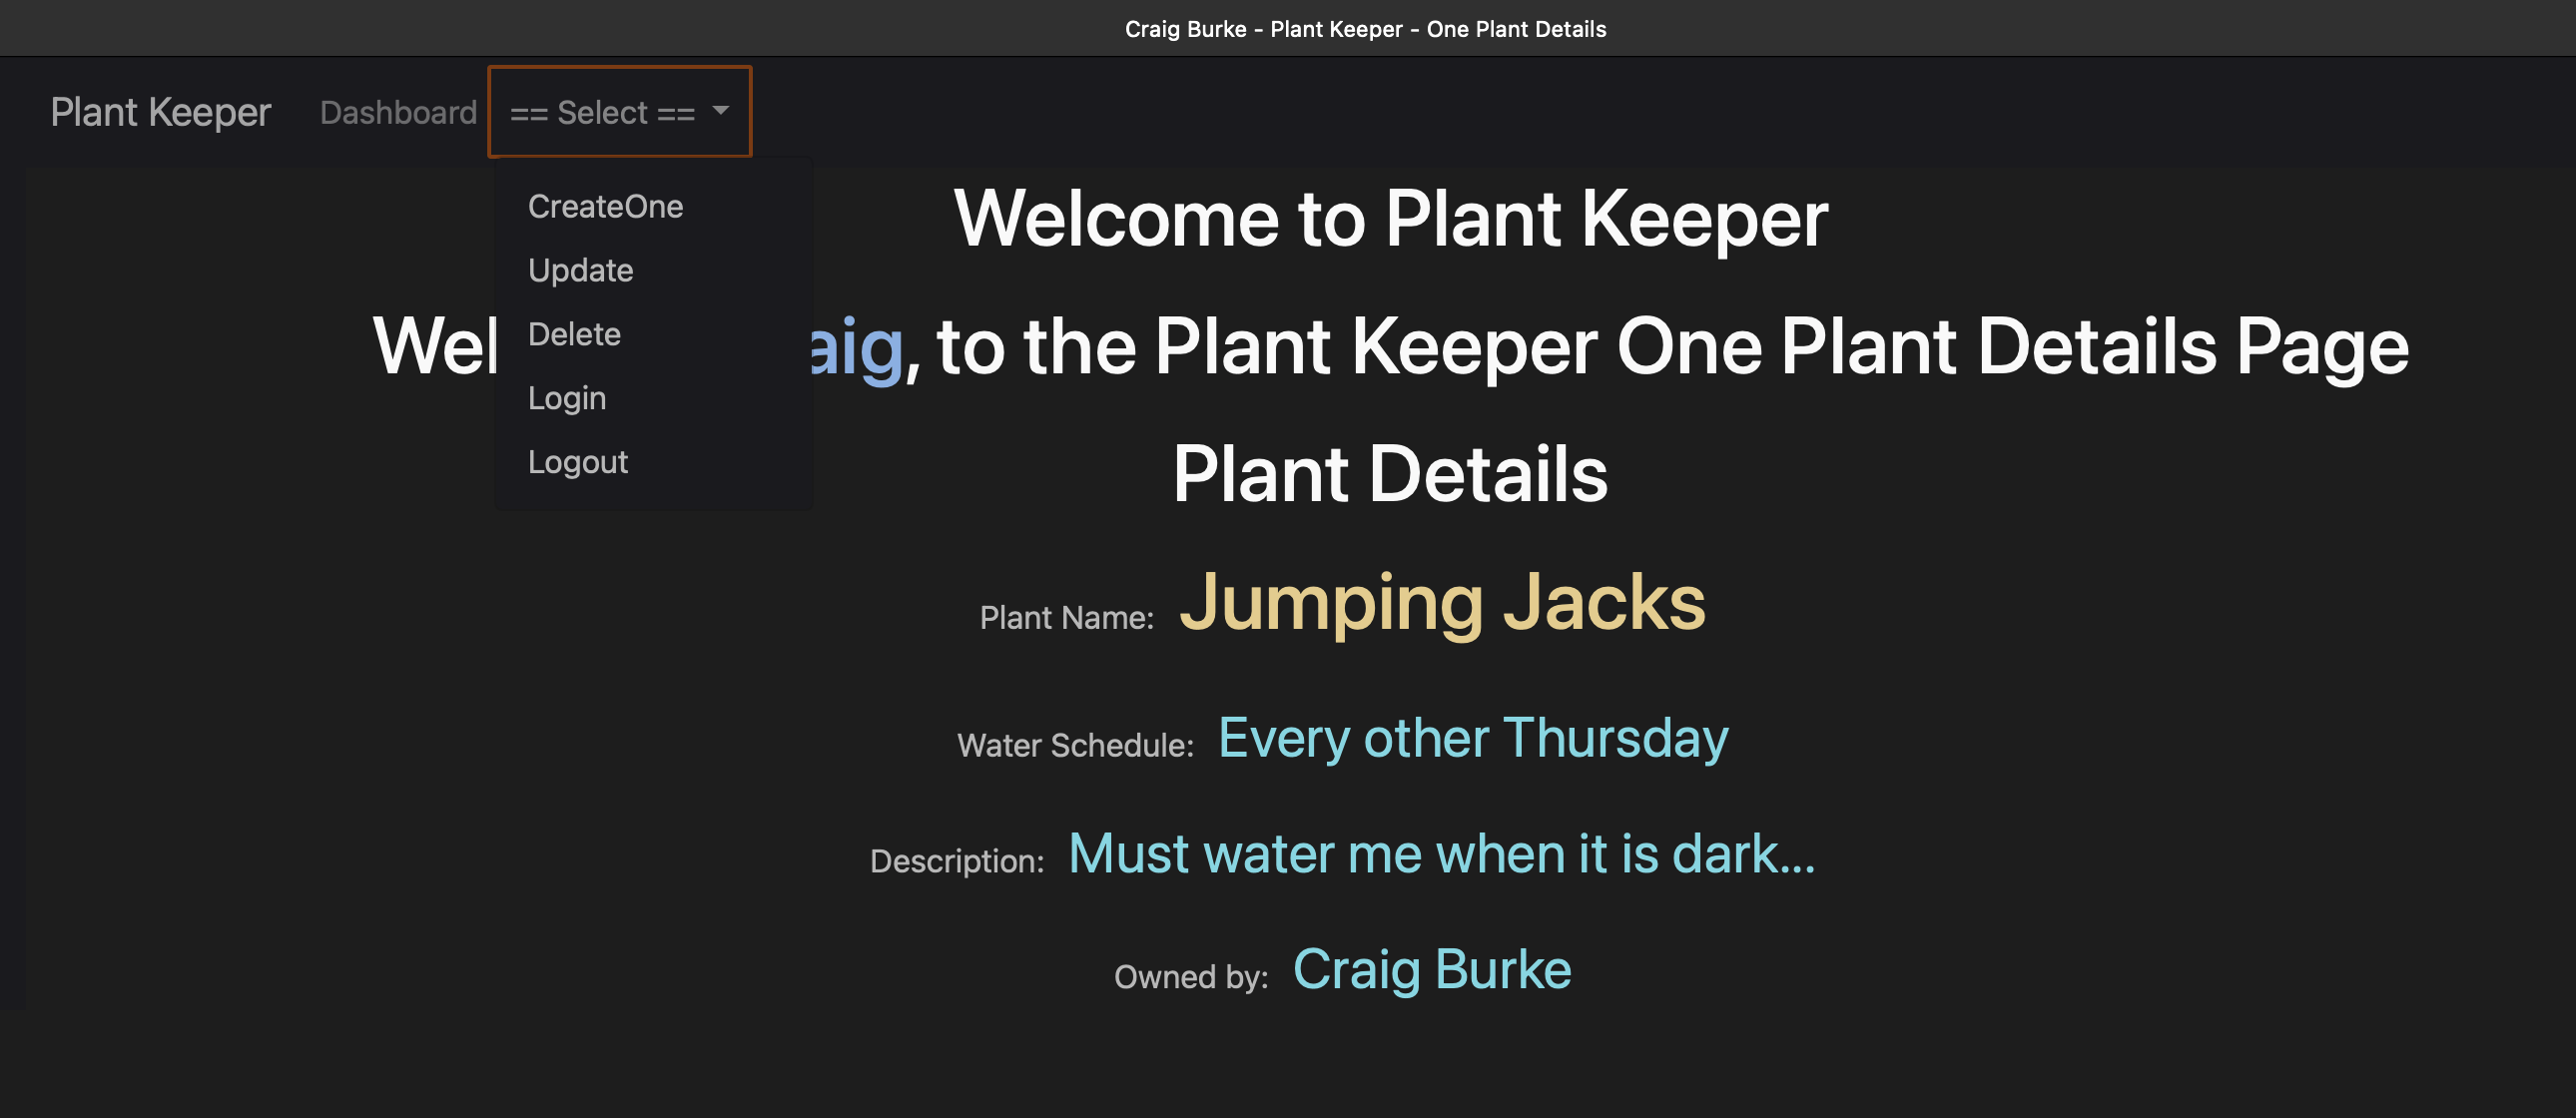 Craig Burke - Plant Keeper - One Plant Details
Plant Keeper Dashboard == Select ==
CreateOne
Update
Delete
Login
Logout
Welcome to Plant Keeper
Wel aig, to the Plant Keeper One Plant Details Page
Plant Details
Plant Name: Jumping Jacks
Water Schedule: Every other Thursday
Description: Must water me when it is dark...
Owned by: Craig Burke